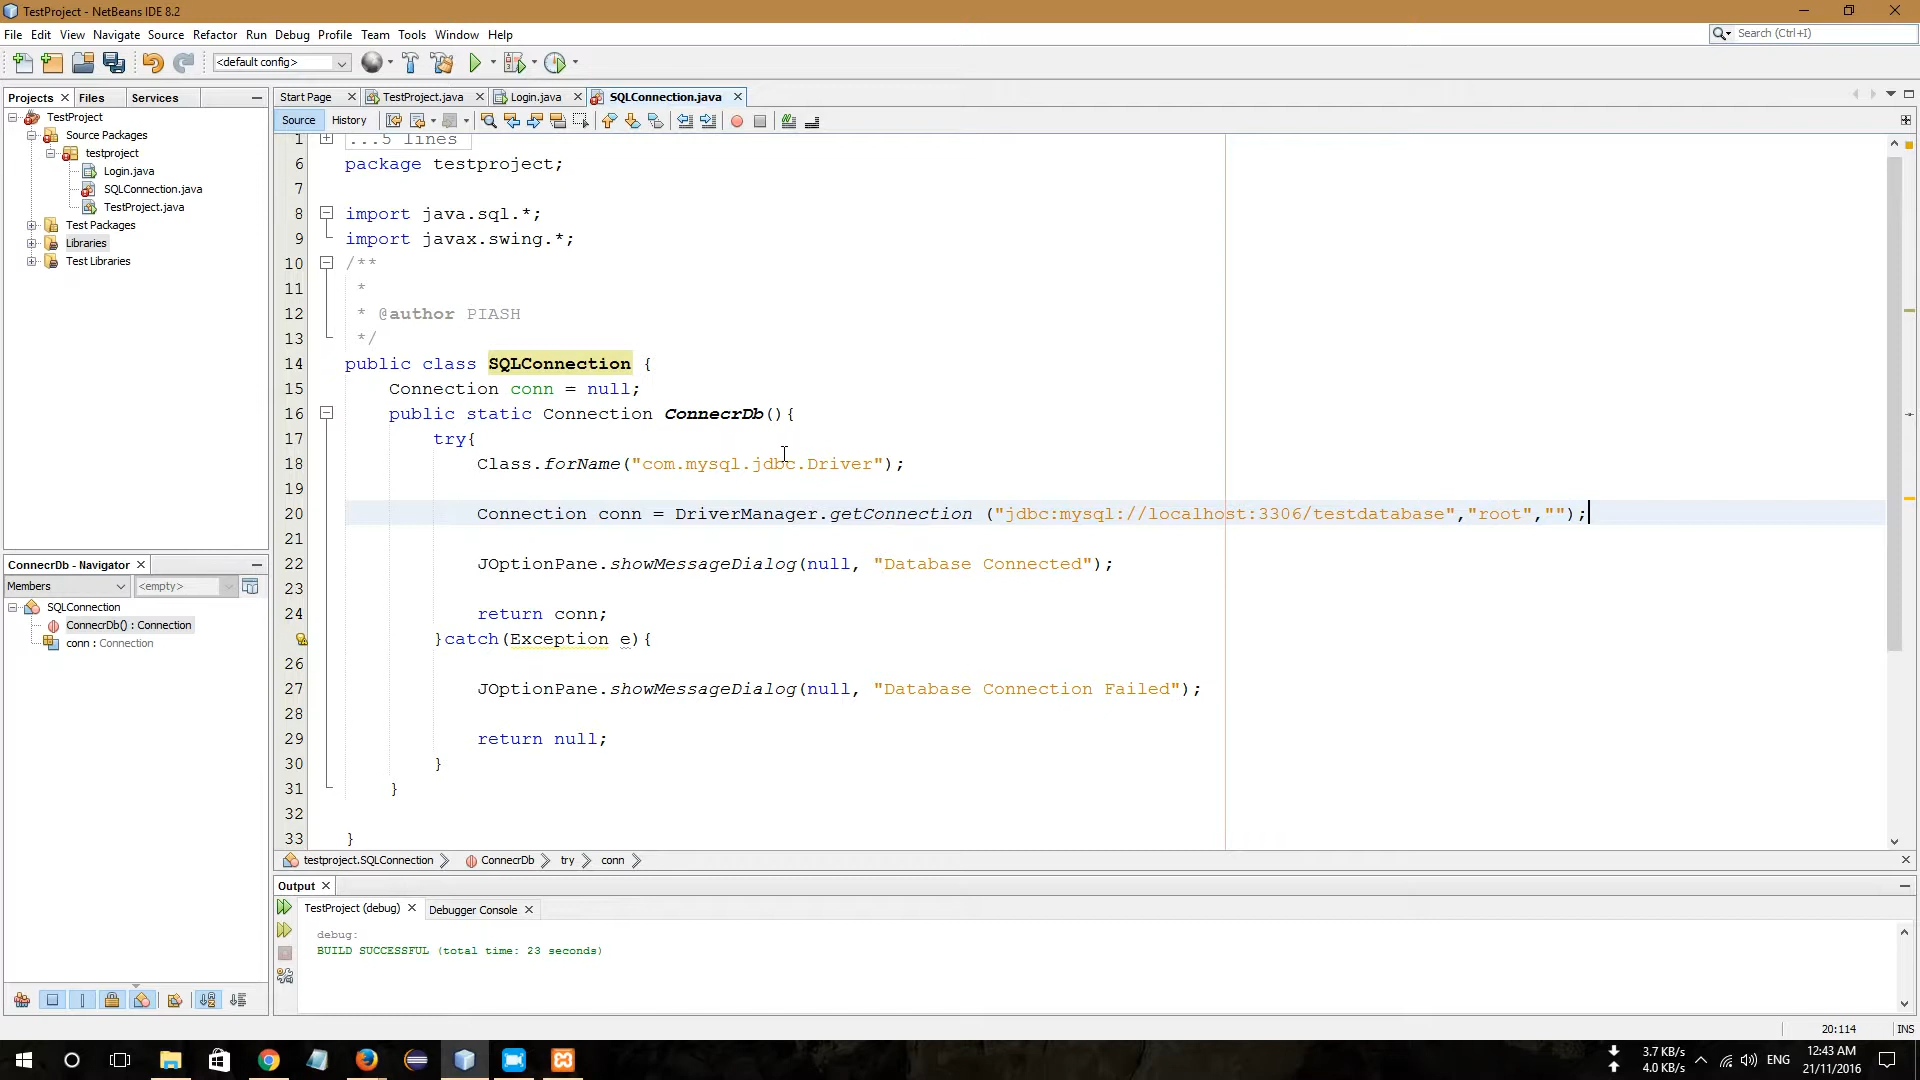 TestProject - NetBeans IDE 8.2
File Edit View Navigate Source Refactor Run Debug Profile Team Tools Window Help
Search (Ctrl+I)
<default config>
Projects Files Services
TestProject
Source Packages
testproject
Login.java
SQLConnection.java
TestProject.java
Test Packages
Libraries
Test Libraries
Start Page TestProject.java Login.java SQLConnection.java
Source History
1 ...5 lines
6 package testproject;
7
8 import java.sql.*;
9 import javax.swing.*;
10 /**
11 *
12 * @author PIASH
13 */
14 public class SQLConnection {
15 Connection conn = null;
16 public static Connection ConnecrDb(){
17 try{
18 Class.forName("com.mysql.jdbc.Driver");
19
20 Connection conn = DriverManager.getConnection ("jdbc:mysql://localhost:3306/testdatabase","root","");
21
22 JOptionPane.showMessageDialog(null, "Database Connected");
23
24 return conn;
}catch(Exception e){
26
27 JOptionPane.showMessageDialog(null, "Database Connection Failed");
28
29 return null;
30 }
31 }
32
33 }
ConnecrDb - Navigator
Members <empty>
SQLConnection
ConnecrDb() : Connection
conn : Connection
testproject.SQLConnection ConnecrDb try conn
Output
TestProject (debug) Debugger Console
debug:
BUILD SUCCESSFUL (total time: 23 seconds)
20:114 INS
3.7 KB/s
4.0 KB/s
ENG
12:43 AM
21/11/2016